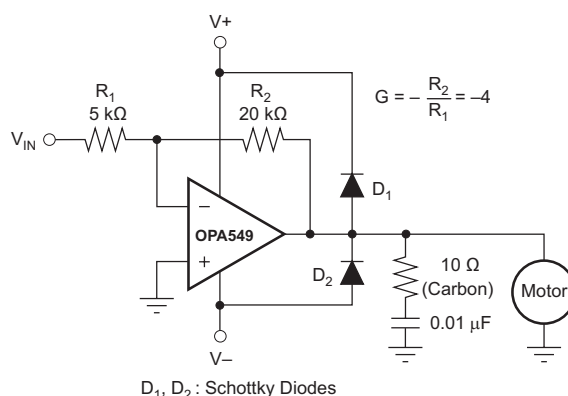 V+
R1
5 kΩ
R2
20 kΩ
G = – R2/R1 = –4
VIN
D1
–
OPA549
+
D2
10 Ω
(Carbon)
Motor
0.01 μF
V–
D1, D2 : Schottky Diodes